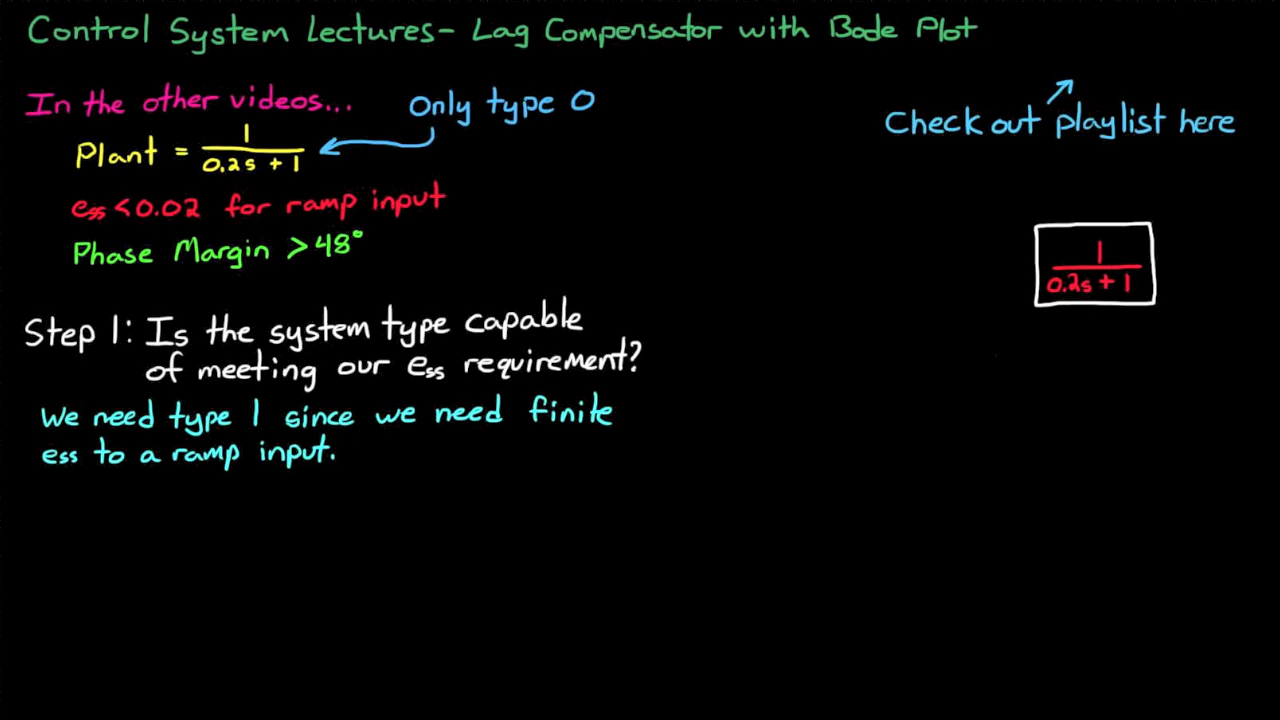 Control System Lectures- Lag Compensator with Bode Plot
In the other videos...
Only type 0
Check out playlist here
Plant = 1/(0.2s + 1)
ess <0.02 for ramp input
Phase Margin > 48°
1/(0.2s + 1)
Step 1: Is the system type capable
of meeting our ess requirement?
We need type 1 since we need finite
ess to a ramp input.